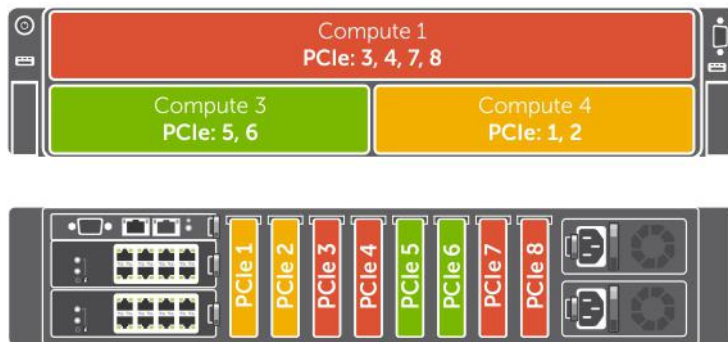 Compute 1
PCIe: 3, 4, 7, 8
Compute 3
PCIe: 5, 6
Compute 4
PCIe: 1, 2
PCIe 1
PCIe 2
PCIe 3
PCIe 4
PCIe 5
PCIe 6
PCIe 7
PCIe 8